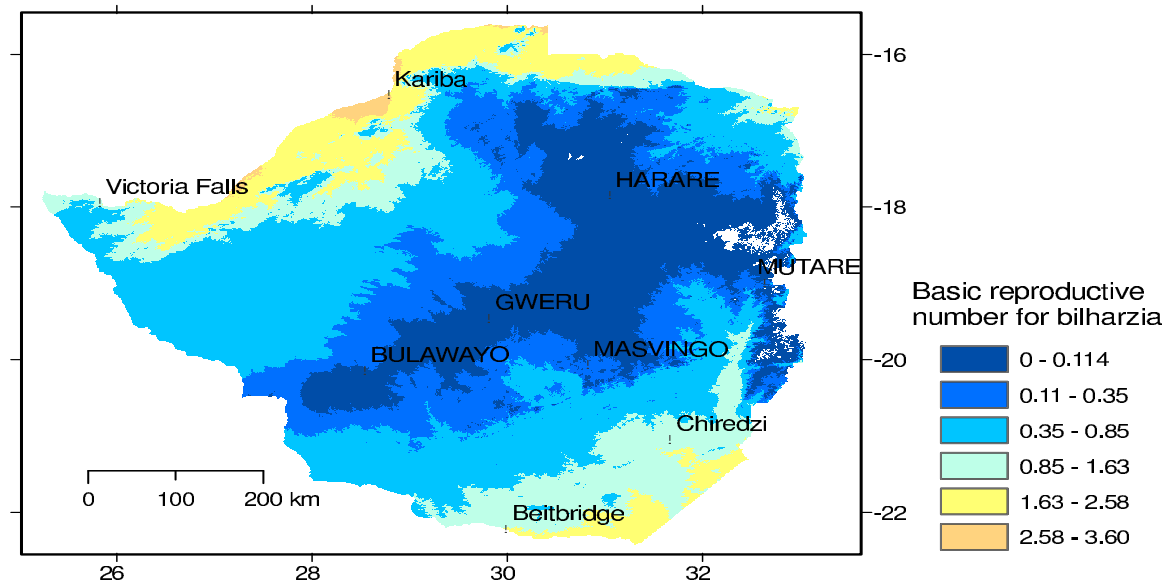 Kariba
Victoria Falls
HARARE
MUTARE
GWERU
BULAWAYO
MASVINGO
Chiredzi
Beitbridge
0 100 200 km
26 28 30 32
-16
-18
-20
-22
Basic reproductive
number for bilharzia
0 - 0.114
0.11 - 0.35
0.35 - 0.85
0.85 - 1.63
1.63 - 2.58
2.58 - 3.60